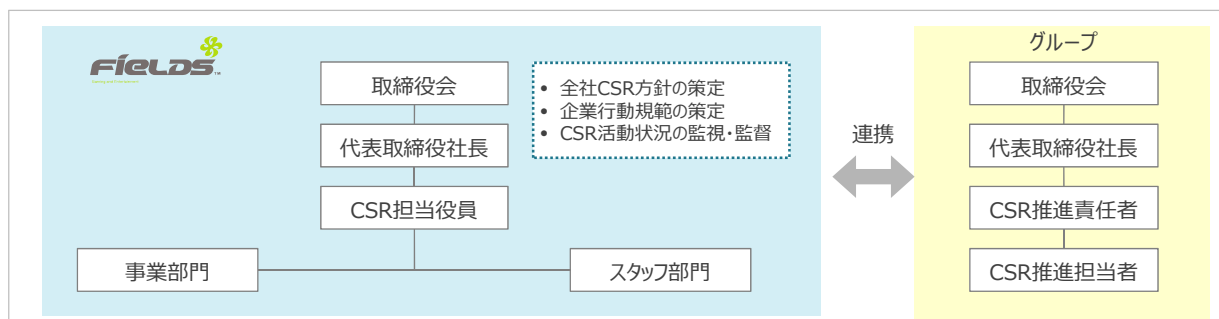 FIELDS
取締役会
代表取締役社長
CSR担当役員
事業部門
スタッフ部門
• 全社CSR方針の策定
• 企業行動規範の策定
• CSR活動状況の監視・監督
連携
グループ
取締役会
代表取締役社長
CSR推進責任者
CSR推進担当者